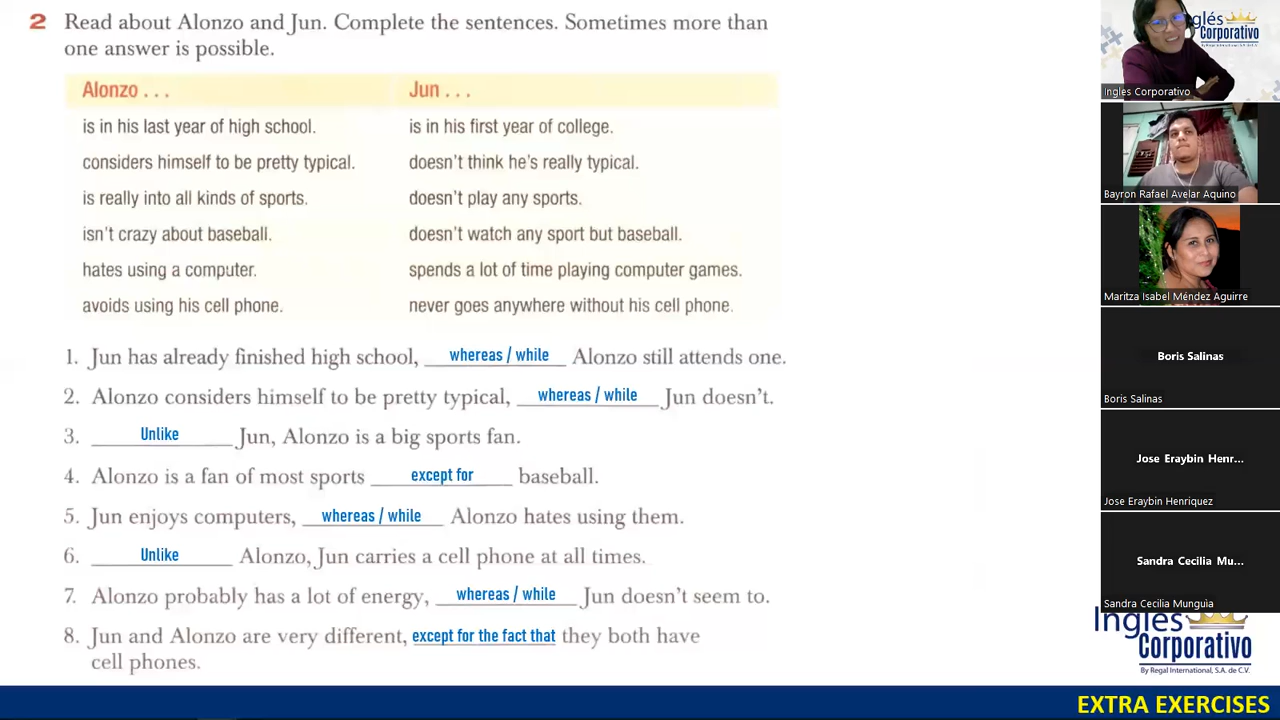 2 Read about Alonzo and Jun. Complete the sentences. Sometimes more than
one answer is possible.
Alonzo . . . Jun . . .
is in his last year of high school. is in his first year of college.
considers himself to be pretty typical. doesn't think he's really typical.
is really into all kinds of sports. doesn't play any sports.
isn't crazy about baseball. doesn't watch any sport but baseball.
hates using a computer. spends a lot of time playing computer games.
avoids using his cell phone. never goes anywhere without his cell phone.
1. Jun has already finished high school, whereas / while Alonzo still attends one.
2. Alonzo considers himself to be pretty typical, whereas / while Jun doesn't.
3. Unlike Jun, Alonzo is a big sports fan.
4. Alonzo is a fan of most sports except for baseball.
5. Jun enjoys computers, whereas / while Alonzo hates using them.
6. Unlike Alonzo, Jun carries a cell phone at all times.
7. Alonzo probably has a lot of energy, whereas / while Jun doesn't seem to.
8. Jun and Alonzo are very different, except for the fact that they both have
cell phones.
glés
Corporativo
By Regal International, S.A. de C.V.
Ingles Corporativo
Bayron Rafael Avelar Aquino
Maritza Isabel Méndez Aguirre
Boris Salinas
Boris Salinas
Jose Eraybin Henr...
Jose Eraybin Henriquez
Sandra Cecilia Mu...
Sandra Cecilia Munguia
Ingles
Corporativo
By Regal International, S.A. de C.V.
EXTRA EXERCISES